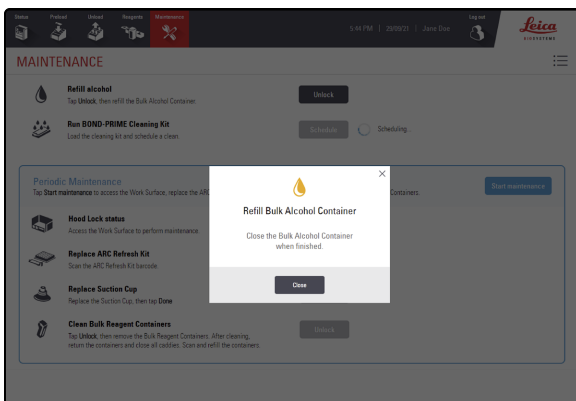 Status Preload Unload Reagents Maintenance Log out
5:44 PM | 29/09/21 | Jane Doe
Leica
BIOSYSTEMS
MAINTENANCE
Refill alcohol
Tap Unlock, then refill the Bulk Alcohol Container.
Unlock
Run BOND-PRIME Cleaning Kit
Load the cleaning kit and schedule a clean.
Schedule
Scheduling...
Periodic Maintenance
Tap Start maintenance to access the Work Surface, replace the ARC
Containers.
Start maintenance
Hood Lock status
Access the Work Surface to perform maintenance.
Replace ARC Refresh Kit
Scan the ARC Refresh Kit barcode.
Replace Suction Cup
Replace the Suction Cup, then tap Done
Clean Bulk Reagent Containers
Tap Unlock, then remove the Bulk Reagent Containers. After cleaning,
return the containers and close all caddies. Scan and refill the containers.
Unlock
Refill Bulk Alcohol Container
Close the Bulk Alcohol Container
when finished.
Close